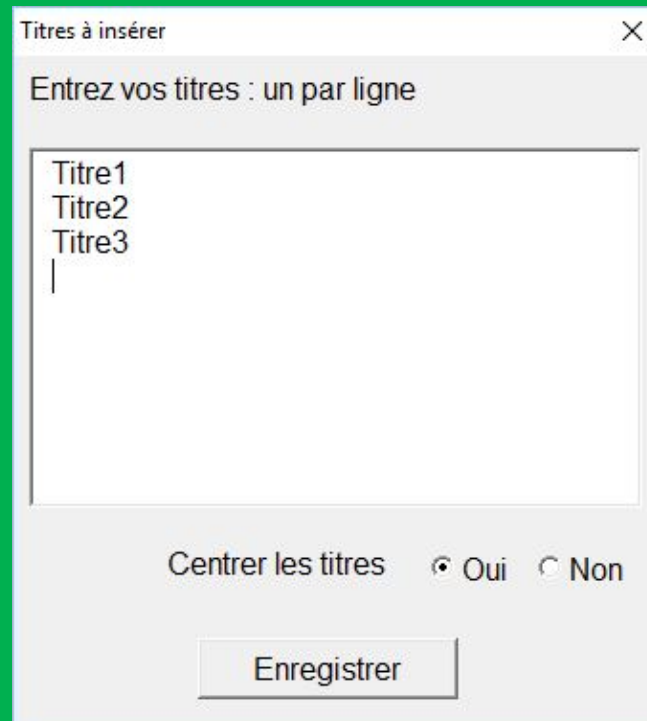 Titres à insérer
Entrez vos titres : un par ligne
Titre1
Titre2
Titre3
Centrer les titres Oui Non
Enregistrer